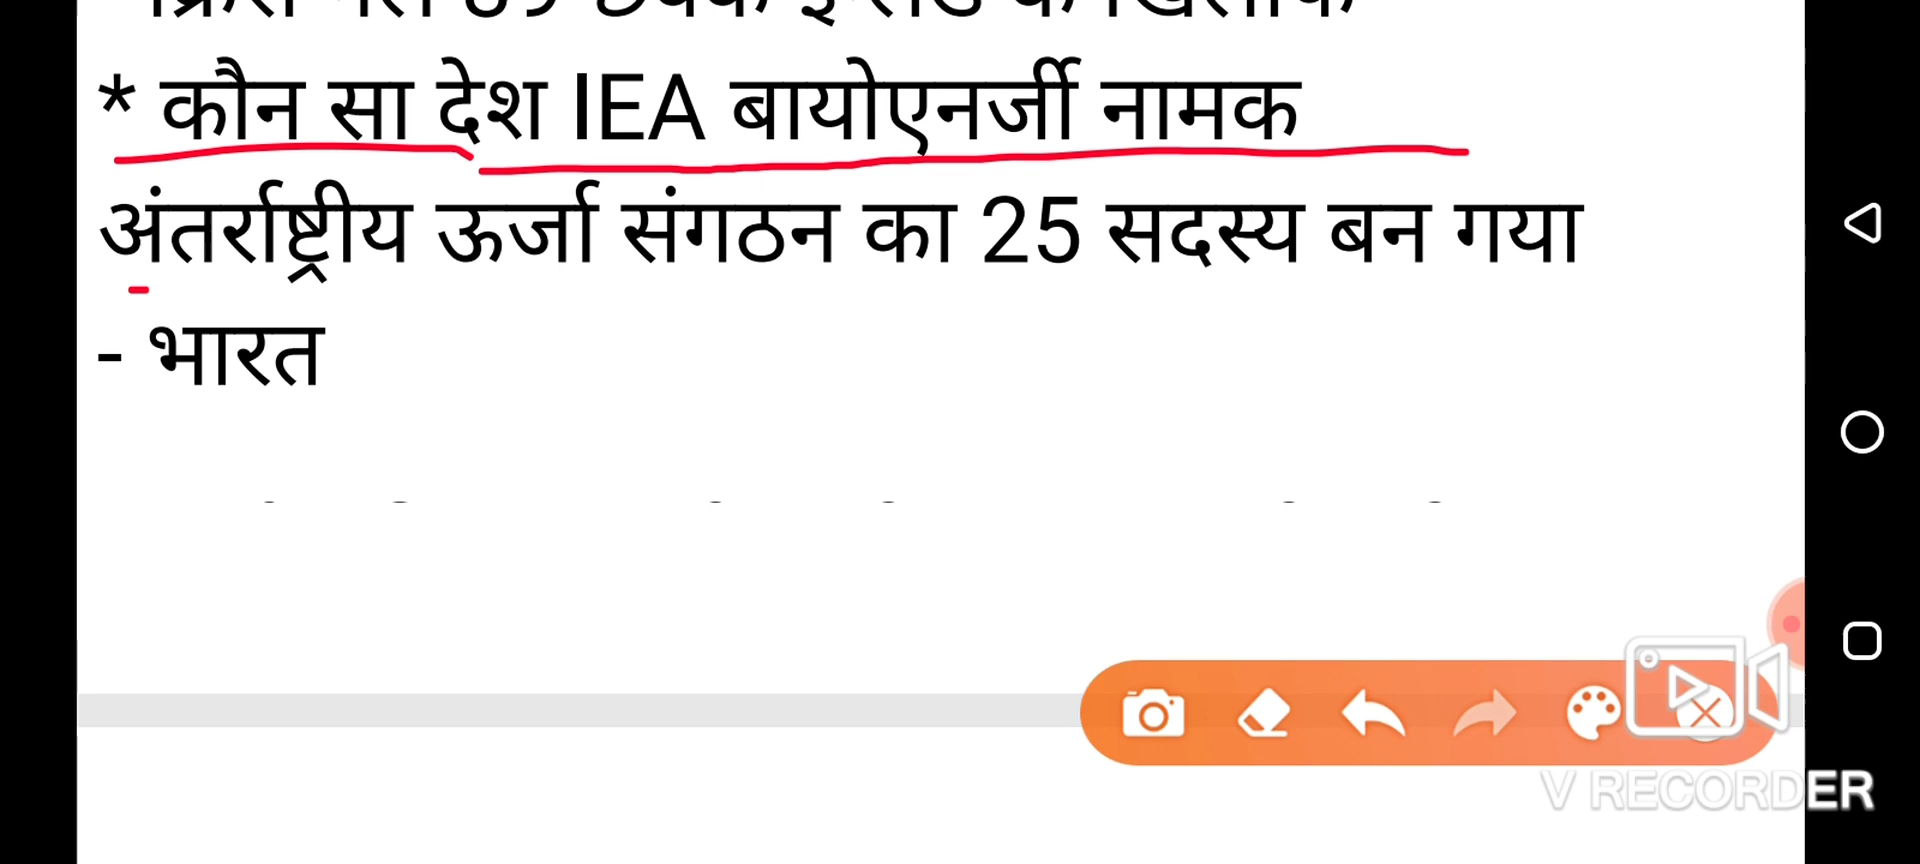 * कौन सा देश IEA बायोएनर्जी नामक
अंतर्राष्ट्रीय ऊर्जा संगठन का 25 सदस्य बन गया
- भारत
V RECORDER